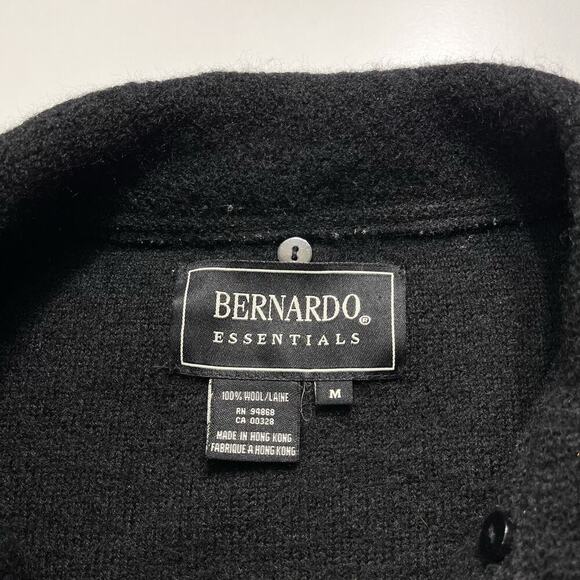 BERNARDO®
ESSENTIALS
M
100% WOOL/LAINE
RN 94868
CA 00328
MADE IN HONG KONG
FABRIQUE A HONG KONG